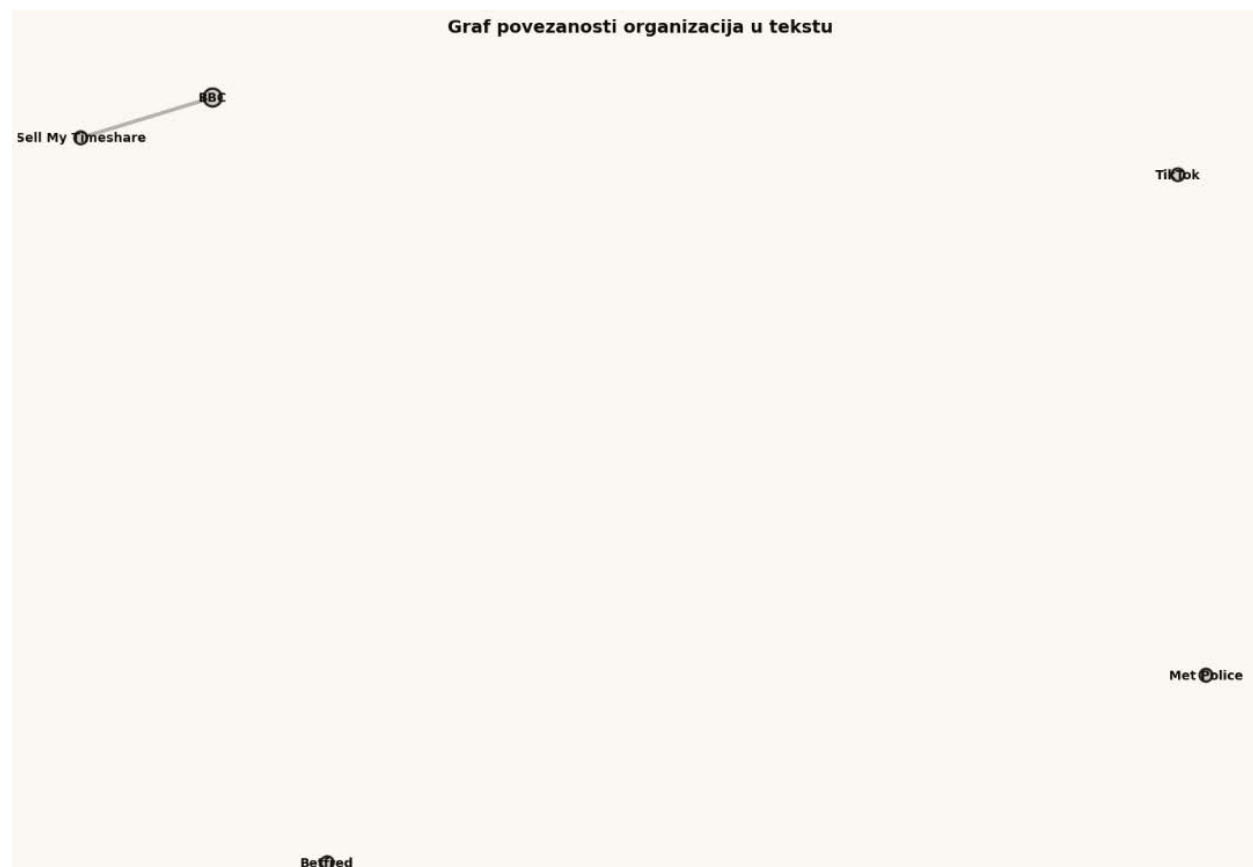 Graf povezanosti organizacija u tekstu
BBC
Sell My Timeshare
TikTok
Met Police
Betfred